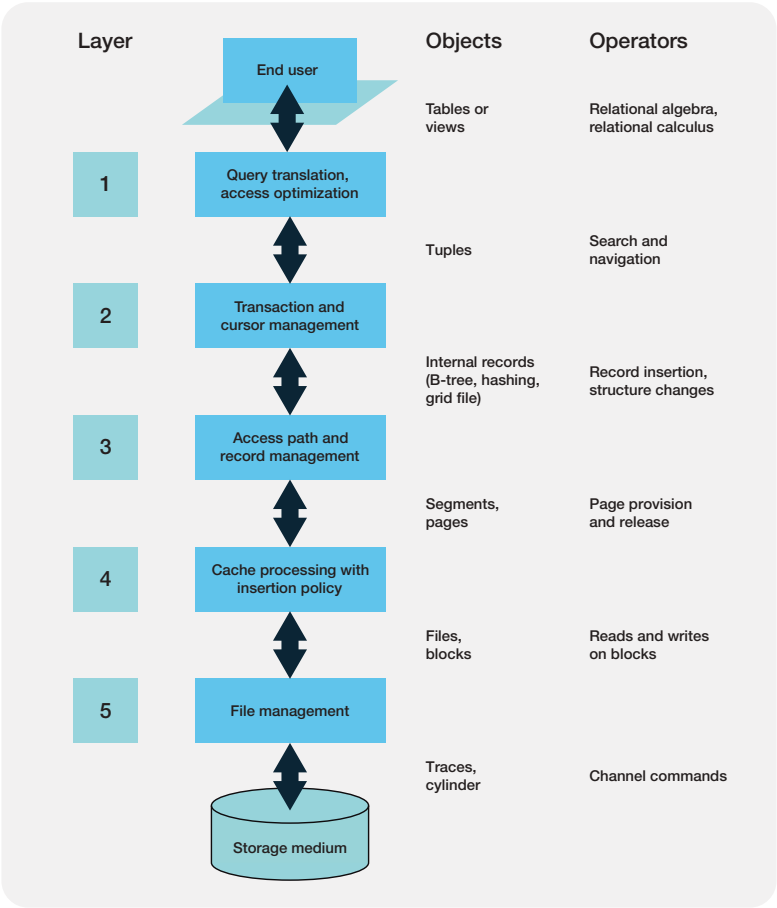 Layer
Objects
Operators
End user
Tables or
views
Relational algebra,
relational calculus
1
Query translation,
access optimization
Tuples
Search and
navigation
2
Transaction and
cursor management
Internal records
(B-tree, hashing,
grid file)
Record insertion,
structure changes
3
Access path and
record management
Segments,
pages
Page provision
and release
4
Cache processing with
insertion policy
Files,
blocks
Reads and writes
on blocks
5
File management
Traces,
cylinder
Channel commands
Storage medium